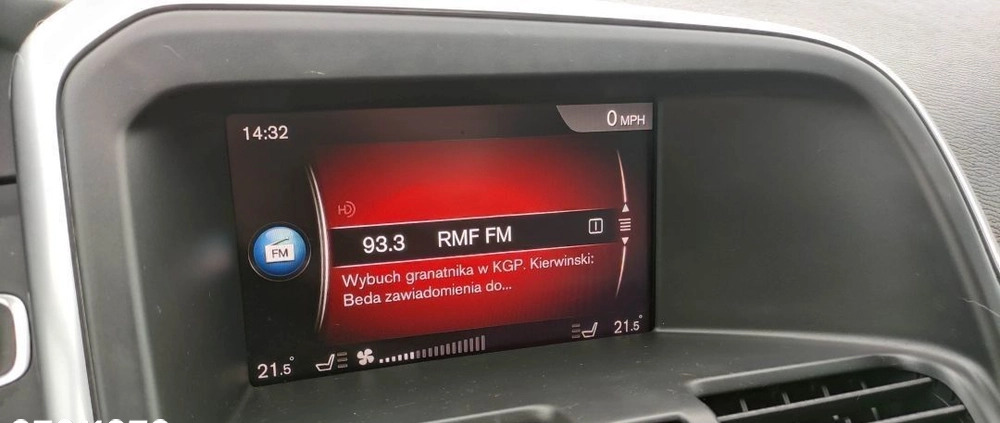 14:32
0 MPH
HD
93.3 RMF FM
FM
Wybuch granatnika w KGP. Kierwinski:
Beda zawiadomienia do...
21.5°
21.5°